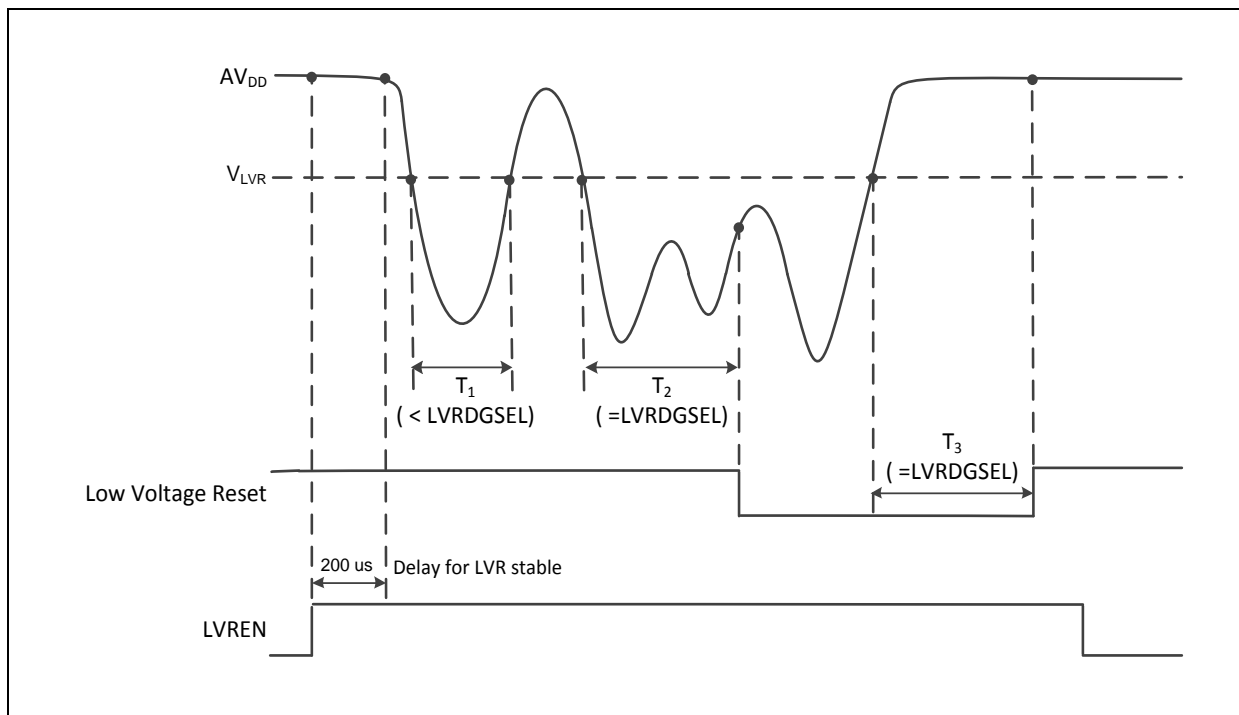 AVDD
VLVR
T1
( < LVRDGSEL)
T2
( =LVRDGSEL)
T3
( =LVRDGSEL)
Low Voltage Reset
200 us
Delay for LVR stable
LVREN